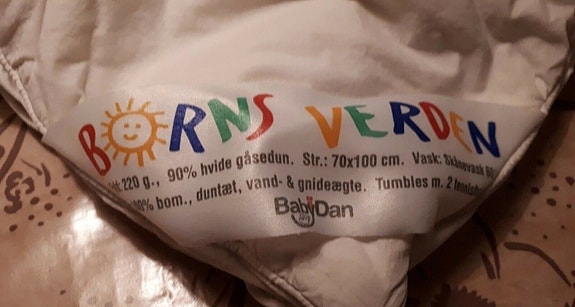 BØRNS VERDEN
220 g., 90% hvide gåsedun. Str.: 70x100 cm. Vask: Skånevask
bom., duntæt, vand- & gnideægte. Tumbles m. 2
BabyDan